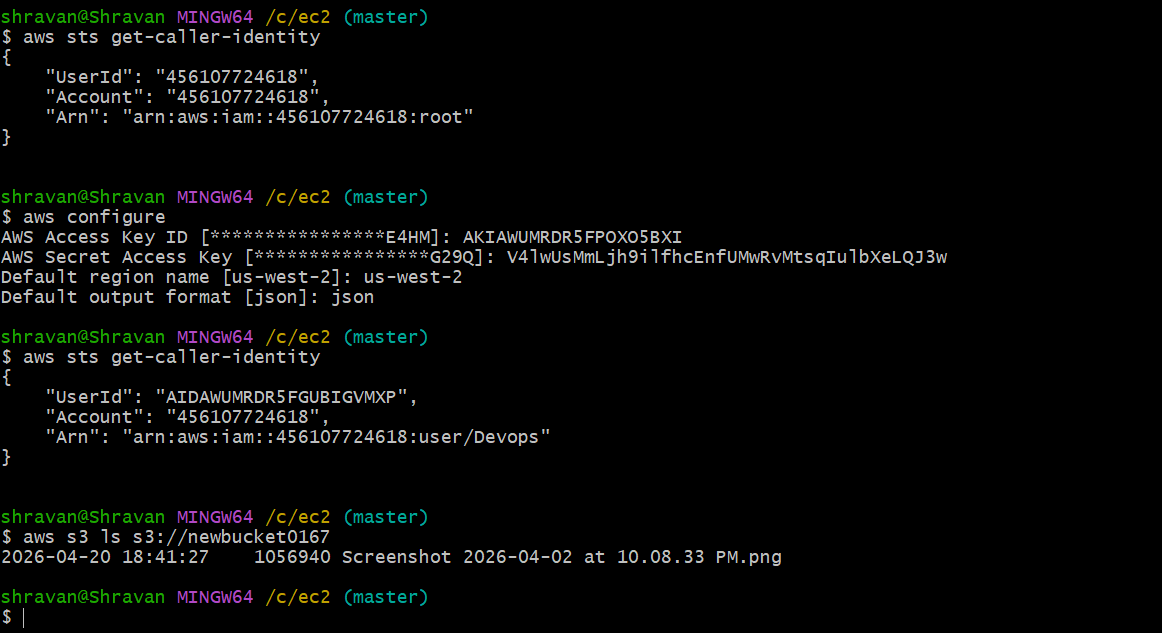 shravan@Shravan MINGW64 /c/ec2 (master)
$ aws sts get-caller-identity
{
    "UserId": "456107724618",
    "Account": "456107724618",
    "Arn": "arn:aws:iam::456107724618:root"
}
shravan@Shravan MINGW64 /c/ec2 (master)
$ aws configure
AWS Access Key ID [****************E4HM]: AKIAWUMRDR5FPOXO5BXI
AWS Secret Access Key [****************G29Q]: 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
Default region name [us-west-2]: us-west-2
Default output format [json]: json
shravan@Shravan MINGW64 /c/ec2 (master)
$ aws sts get-caller-identity
{
    "UserId": "AIDAWUMRDR5FGUBIGVMXP",
    "Account": "456107724618",
    "Arn": "arn:aws:iam::456107724618:user/Devops"
}
shravan@Shravan MINGW64 /c/ec2 (master)
$ aws s3 ls s3://newbucket0167
2026-04-20 18:41:27    1056940 Screenshot 2026-04-02 at 10.08.33 PM.png
shravan@Shravan MINGW64 /c/ec2 (master)
$